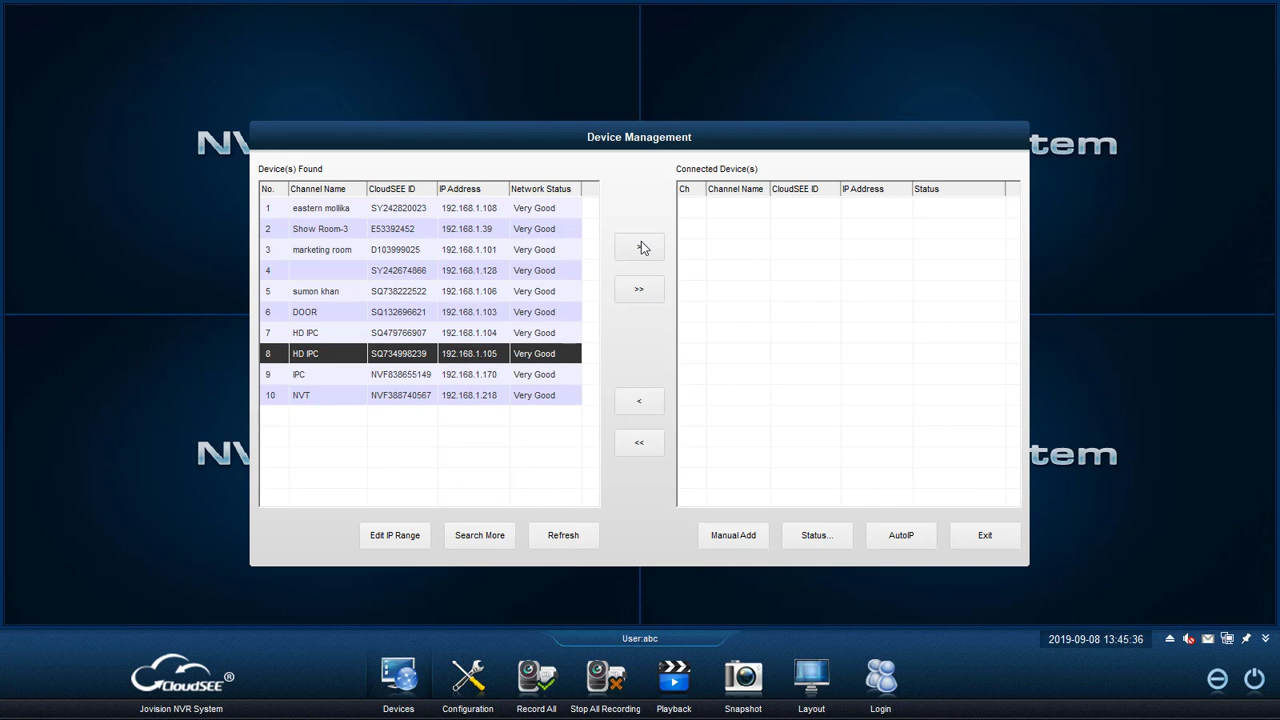 NV
tem
Device Management
Device(s) Found
No. Channel Name CloudSEE ID IP Address Network Status
1 eastern mollika SY242820023 192.168.1.108 Very Good
2 Show Room-3 E53392452 192.168.1.39 Very Good
3 marketing room D103999025 192.168.1.101 Very Good
4 SY242674866 192.168.1.128 Very Good
5 sumon khan SQ738222522 192.168.1.106 Very Good
6 DOOR SQ132696621 192.168.1.103 Very Good
7 HD IPC SQ479766907 192.168.1.104 Very Good
8 HD IPC SQ734998239 192.168.1.105 Very Good
9 IPC NVF838655149 192.168.1.170 Very Good
10 NVT NVF388740567 192.168.1.218 Very Good
>
>>
<
<<
Connected Device(s)
Ch Channel Name CloudSEE ID IP Address Status
Edit IP Range Search More Refresh
Manual Add Status... AutoIP Exit
NV
tem
User:abc
2019-09-08 13:45:36
CloudSEE®
Jovision NVR System
Devices Configuration Record All Stop All Recording Playback Snapshot Layout Login